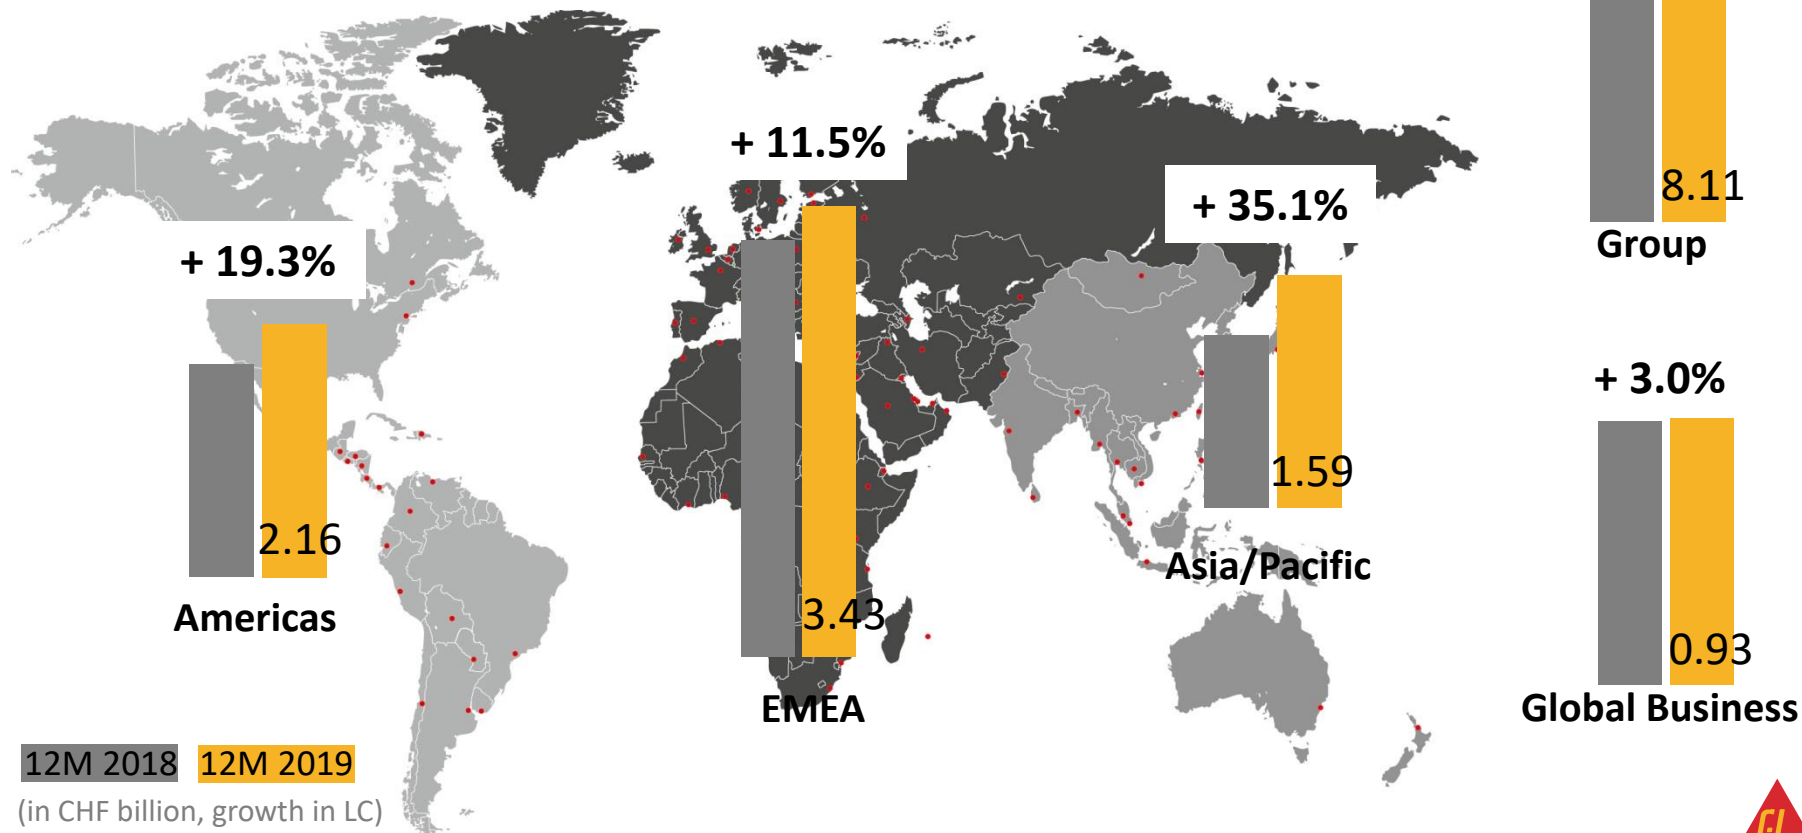 + 11.5%
+ 35.1%
8.11
Group
+ 19.3%
+ 3.0%
1.59
2.16
Asia/Pacific
Americas
3.43
0.93
EMEA
Global Business
12M 2018 12M 2019
(in CHF billion, growth in LC)